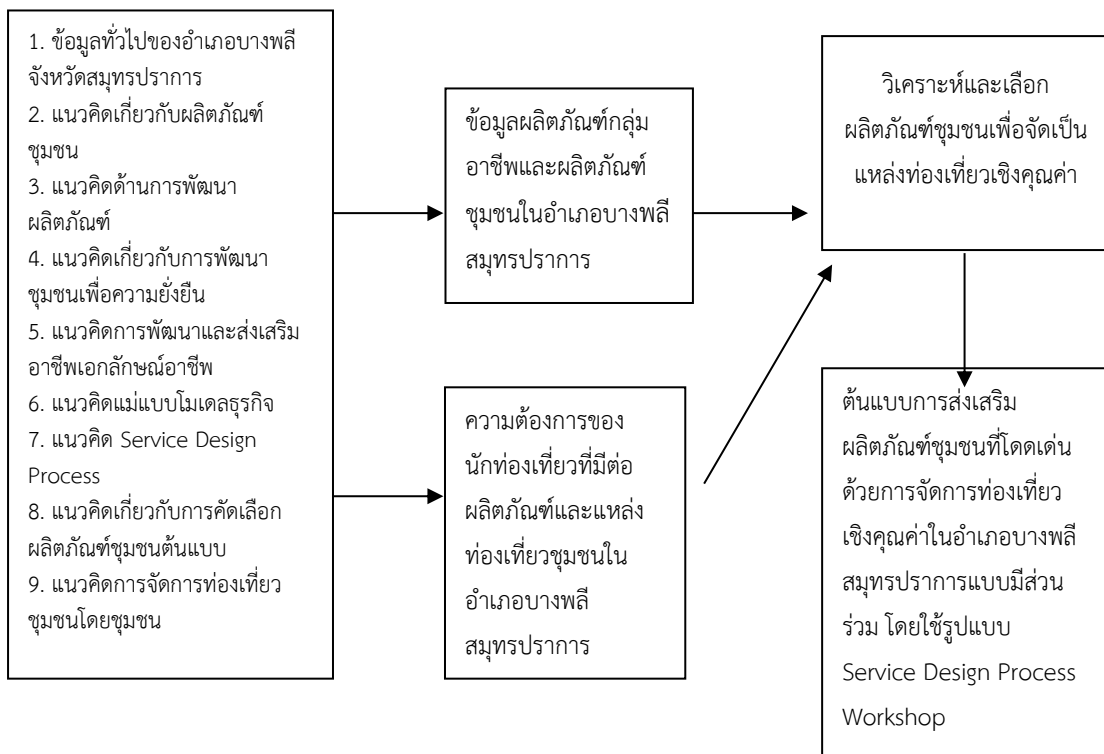 1. ข้อมูลทั่วไปของอำเภอบางพลี
จังหวัดสมุทรปราการ
2. แนวคิดเกี่ยวกับผลิตภัณฑ์
ชุมชน
3. แนวคิดด้านการพัฒนา
ผลิตภัณฑ์
4. แนวคิดเกี่ยวกับการพัฒนา
ชุมชนเพื่อความยั่งยืน
5. แนวคิดการพัฒนาและส่งเสริม
อาชีพเอกลักษณ์อาชีพ
6. แนวคิดแม่แบบโมเดลธุรกิจ
7. แนวคิด Service Design
Process
8. แนวคิดเกี่ยวกับการคัดเลือก
ผลิตภัณฑ์ชุมชนต้นแบบ
9. แนวคิดการจัดการท่องเที่ยว
ชุมชนโดยชุมชน
ข้อมูลผลิตภัณฑ์กลุ่ม
อาชีพและผลิตภัณฑ์
ชุมชนในอำเภอบางพลี
สมุทรปราการ
ความต้องการของ
นักท่องเที่ยวที่มีต่อ
ผลิตภัณฑ์และแหล่ง
ท่องเที่ยวชุมชนใน
อำเภอบางพลี
สมุทรปราการ
วิเคราะห์และเลือก
ผลิตภัณฑ์ชุมชนเพื่อจัดเป็น
แหล่งท่องเที่ยวเชิงคุณค่า
ต้นแบบการส่งเสริม
ผลิตภัณฑ์ชุมชนที่โดดเด่น
ด้วยการจัดการท่องเที่ยว
เชิงคุณค่าในอำเภอบางพลี
สมุทรปราการแบบมีส่วน
ร่วม โดยใช้รูปแบบ
Service Design Process
Workshop